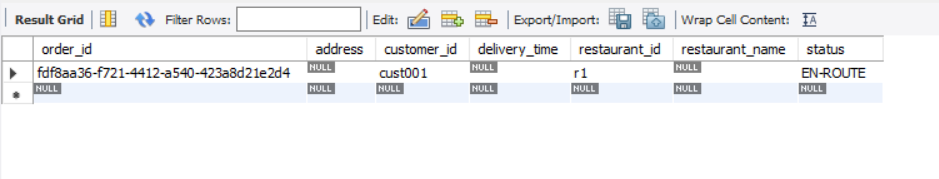 Result Grid Filter Rows: Edit: Export/Import: Wrap Cell Content: IA
order_id address customer_id delivery_time restaurant_id restaurant_name status
fdf8aa36-f721-4412-a540-423a8d21e2d4 NULL cust001 NULL r1 NULL EN-ROUTE
NULL NULL NULL NULL NULL NULL NULL